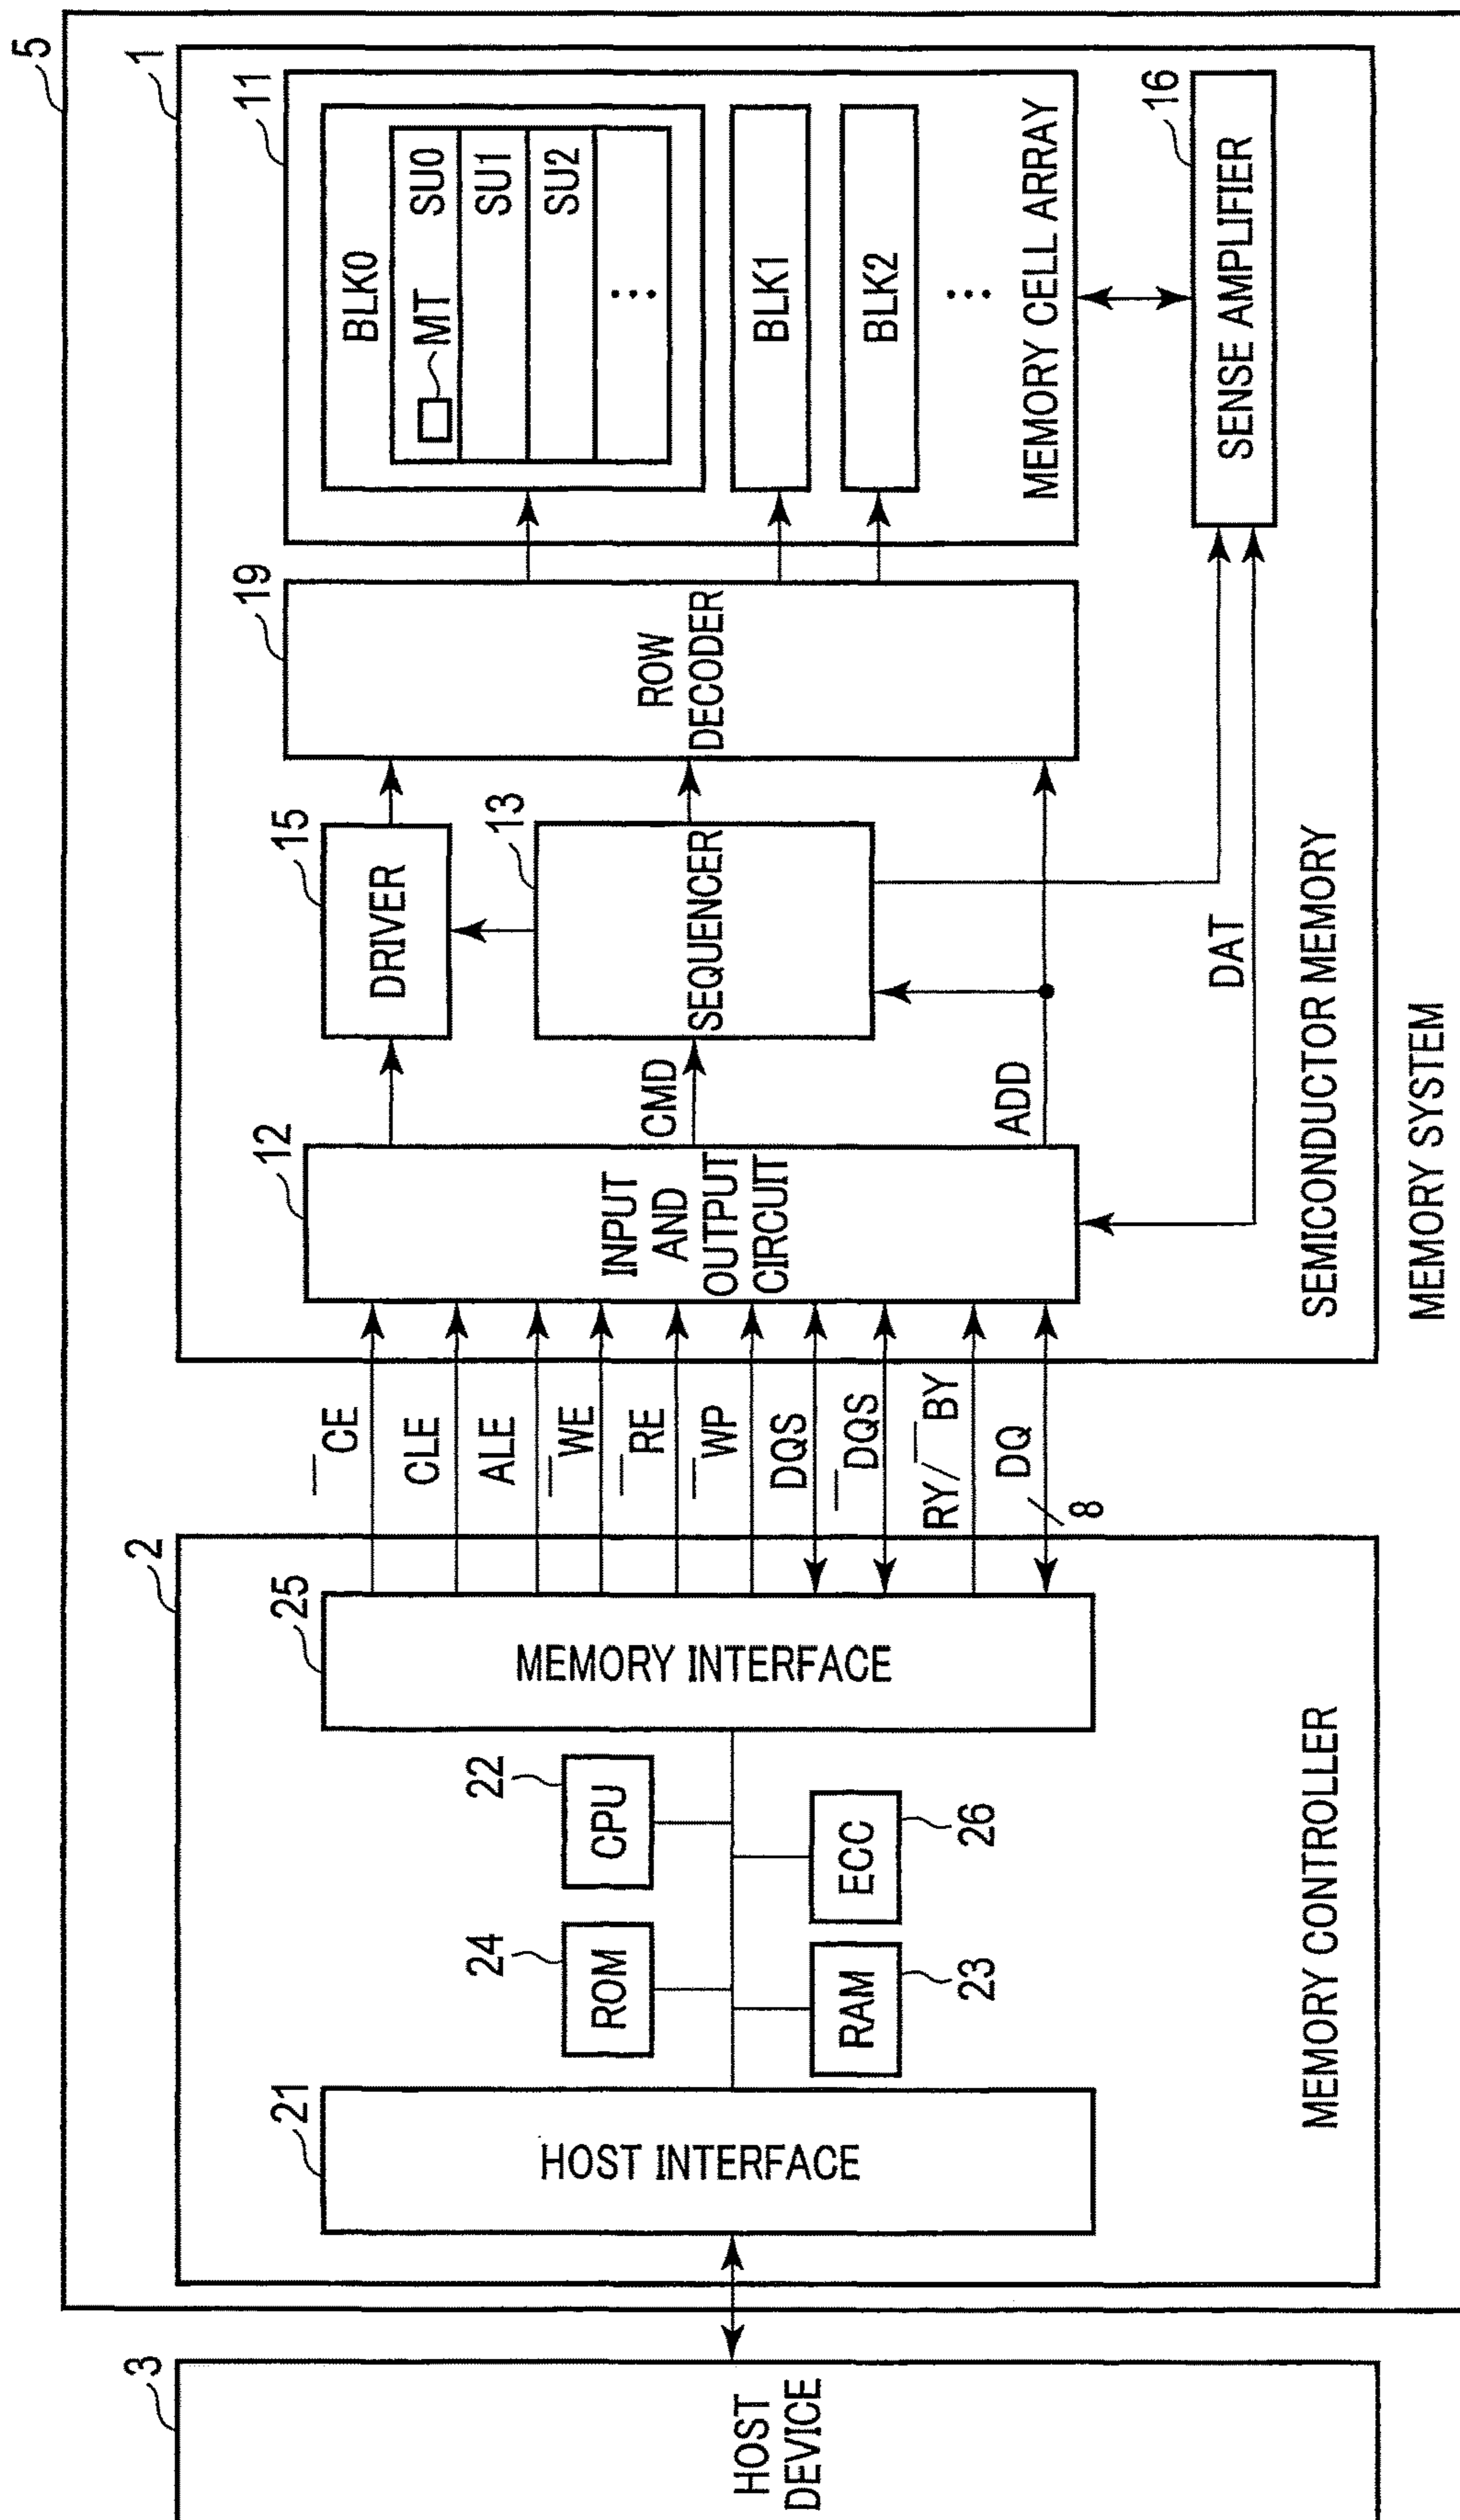 3
HOST
DEVICE
5
MEMORY SYSTEM
2
MEMORY CONTROLLER
21
HOST INTERFACE
24
ROM
22
CPU
RAM
23
ECC
26
25
MEMORY INTERFACE
CE
CLE
ALE
WE
RE
WP
DQS
DQS
RY/BY
DQ
8
1
SEMICONDUCTOR MEMORY
12
INPUT
AND
OUTPUT
CIRCUIT
CMD
ADD
DAT
15
DRIVER
13
SEQUENCER
19
ROW
DECODER
11
BLK0
MT
SU0
SU1
SU2
⋮
BLK1
BLK2
⋮
MEMORY CELL ARRAY
16
SENSE AMPLIFIER